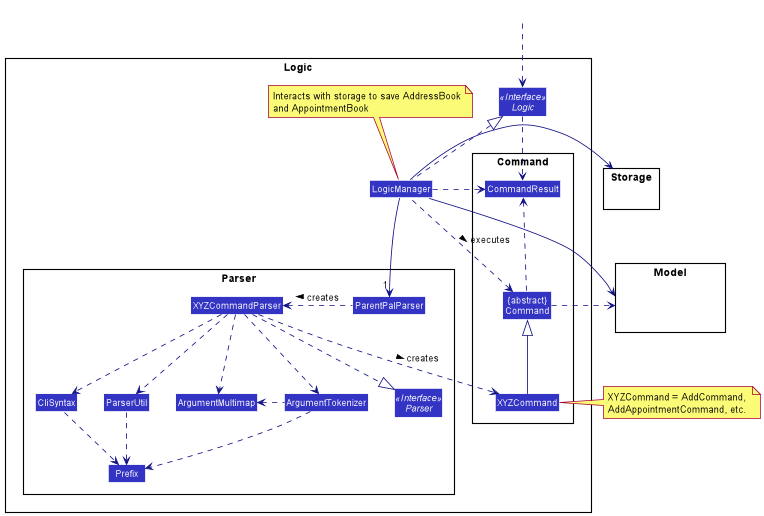 Logic
Interacts with storage to save AddressBook
and AppointmentBook
«Interface»
Logic
Command
Storage
LogicManager
CommandResult
executes
Parser
Model
1
XYZCommandParser
creates
ParentPalParser
{abstract}
Command
creates
CliSyntax
ParserUtil
ArgumentMultimap
ArgumentTokenizer
«Interface»
Parser
XYZCommand
XYZCommand = AddCommand,
AddAppointmentCommand, etc.
Prefix